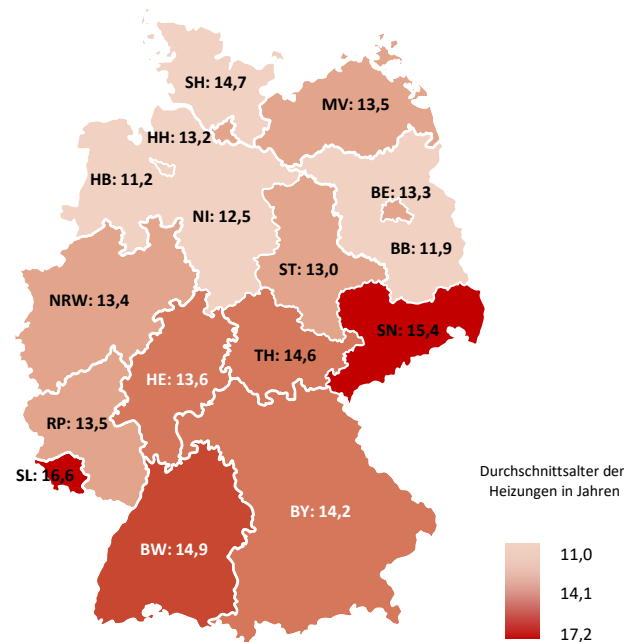 SH: 14,7
MV: 13,5
HH: 13,2
HB: 11,2
BE: 13,3
NI: 12,5
BB: 11,9
ST: 13,0
NRW: 13,4
SN: 15,4
TH: 14,6
HE: 13,6
RP: 13,5
SL: 16,6
BY: 14,2
BW: 14,9
Durchschnittsalter der
Heizungen in Jahren
11,0
14,1
17,2